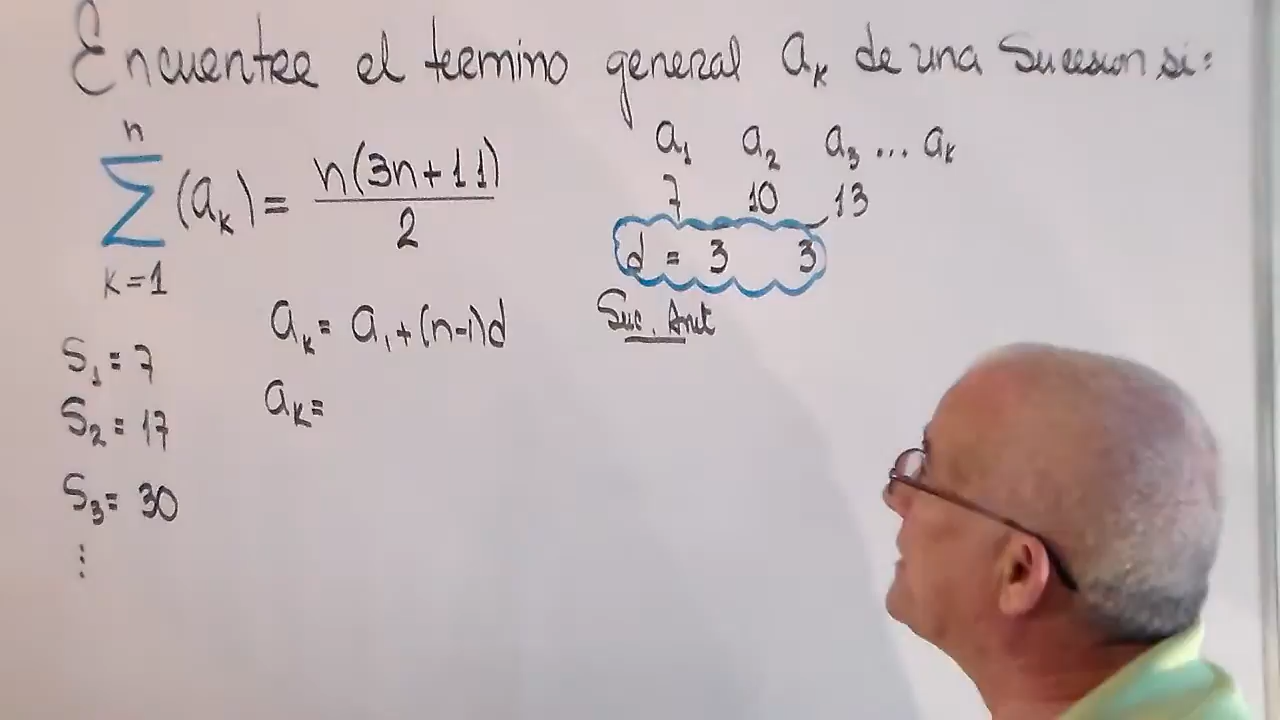 Encuentre el termino general aₖ de una Sucesion si:
n
∑ (aₖ) = n(3n+11)/2
k=1
a₁ a₂ a₃ ... aₖ
7 10 13
d = 3 3
Suc. Arit
aₖ = a₁+(n-1)d
aₖ=
S₁ = 7
S₂ = 17
S₃ = 30
⋮